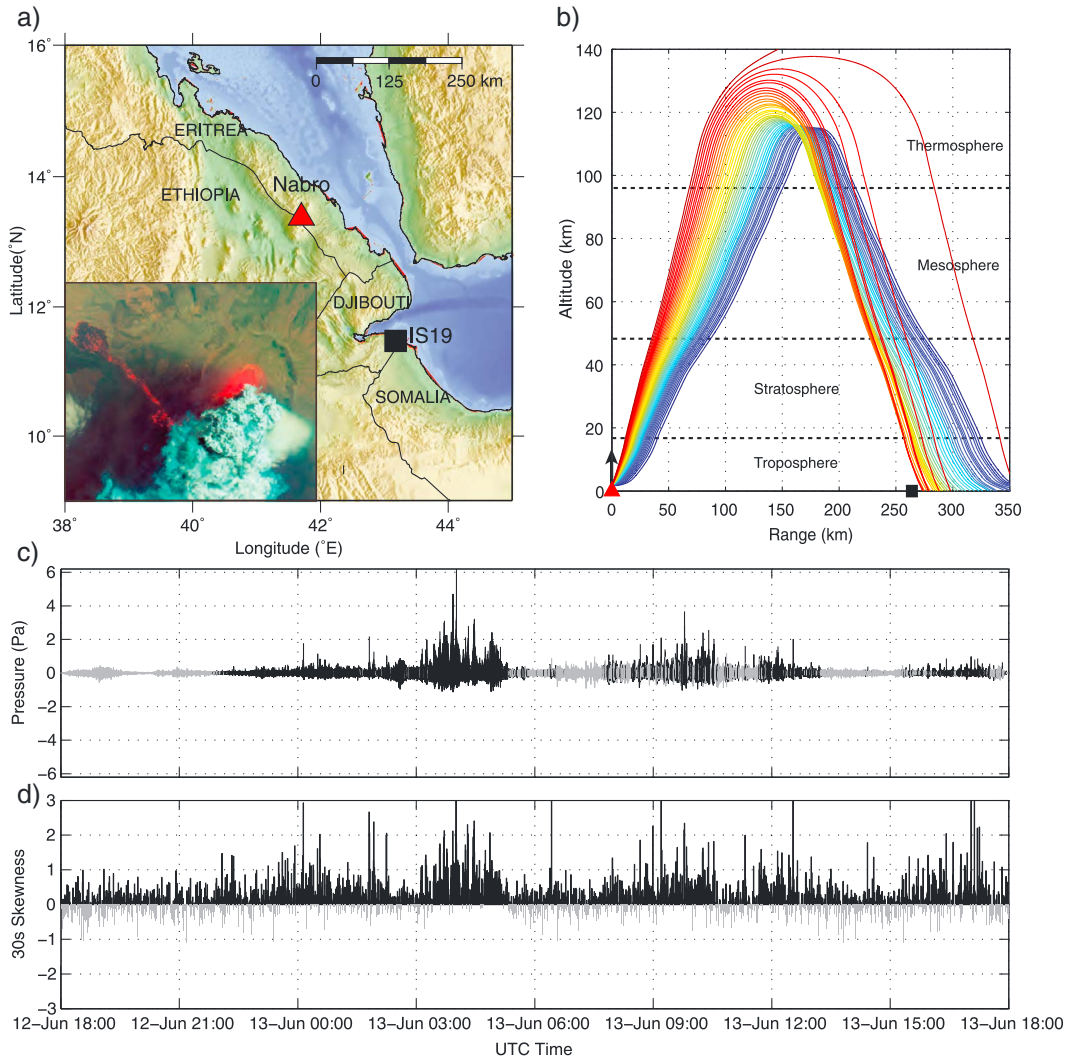 a)
16°
14°
12°
10°
38°
40°
42°
44°
Latitude(°N)
Longitude (°E)
0
125
250 km
ERITREA
ETHIOPIA
Nabro
DJIBOUTI
IS19
SOMALIA
b)
140
120
100
80
60
40
20
0
Altitude (km)
Thermosphere
Mesosphere
Stratosphere
Troposphere
0
50
100
150
200
250
300
350
Range (km)
c)
6
4
2
0
−2
−4
−6
Pressure (Pa)
d)
3
2
1
0
−1
−2
−3
30s Skewness
12−Jun 18:00
12−Jun 21:00
13−Jun 00:00
13−Jun 03:00
13−Jun 06:00
13−Jun 09:00
13−Jun 12:00
13−Jun 15:00
13−Jun 18:00
UTC Time